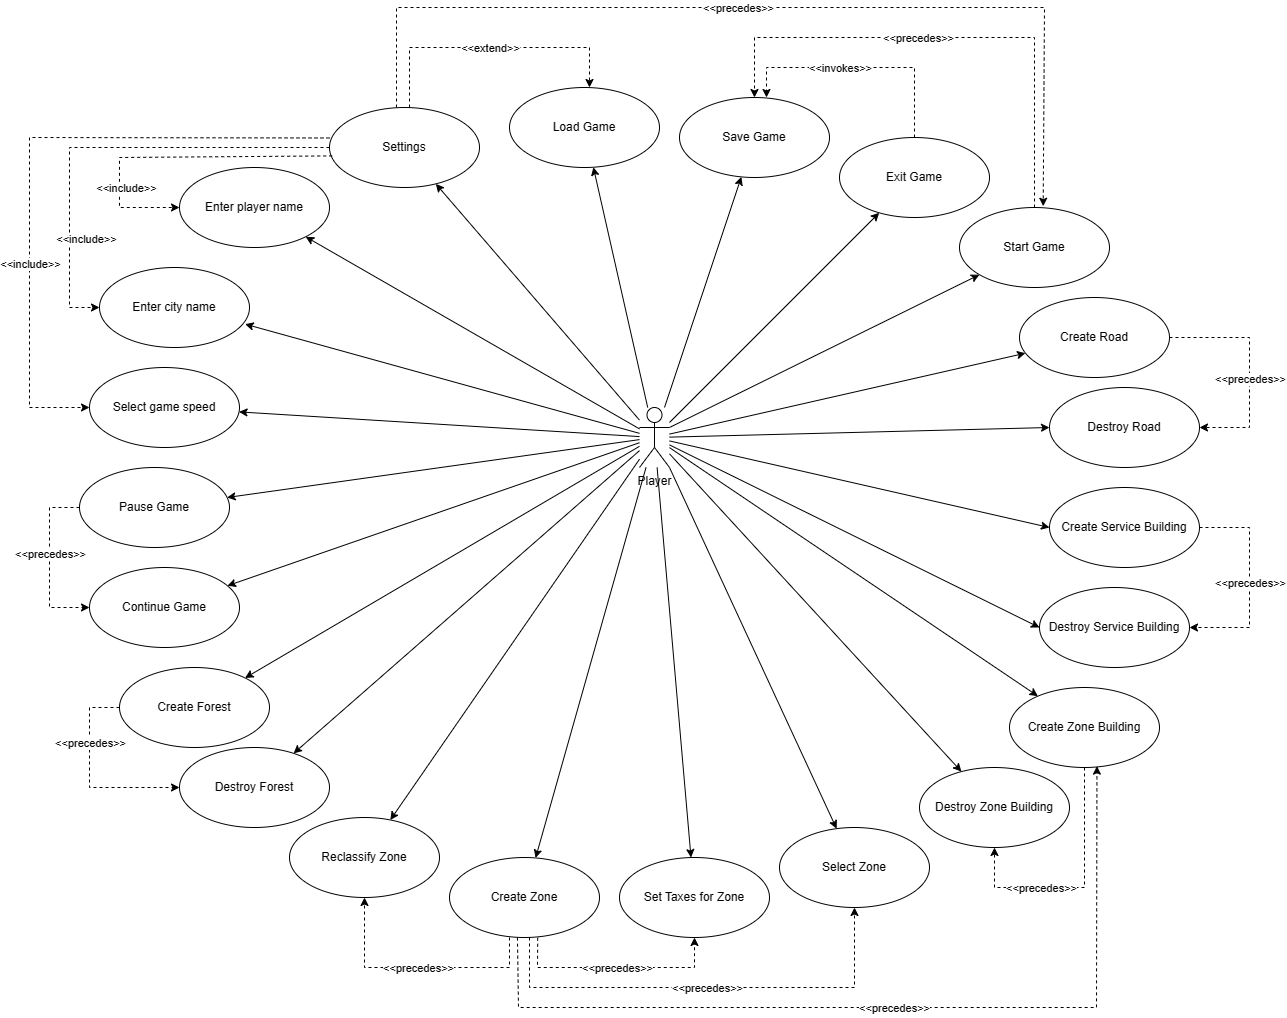 <<precedes>>
<<precedes>>
<<extend>>
<<invokes>>
Load Game
Save Game
Settings
Exit Game
<<include>>
Enter player name
<<include>>
Start Game
<<include>>
Enter city name
Create Road
<<precedes>>
Select game speed
Destroy Road
Player
Pause Game
Create Service Building
<<precedes>>
<<precedes>>
Continue Game
Destroy Service Building
Create Forest
Create Zone Building
<<precedes>>
Destroy Forest
Destroy Zone Building
Reclassify Zone
Select Zone
<<precedes>>
Create Zone
Set Taxes for Zone
<<precedes>>
<<precedes>>
<<precedes>>
<<precedes>>